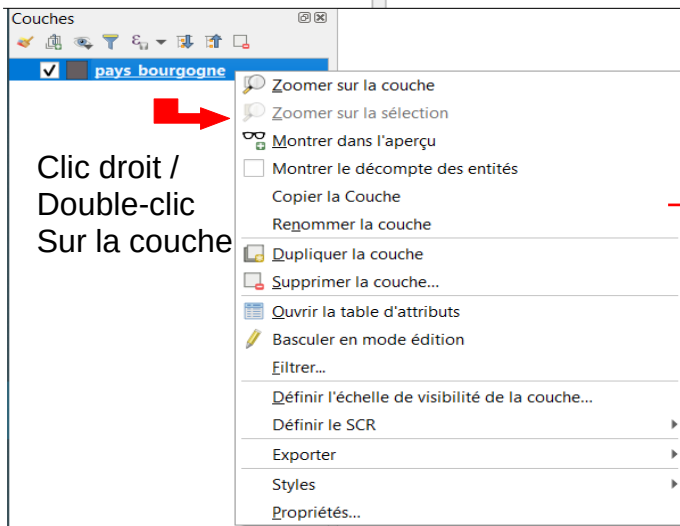 Couches
pays bourgogne
Zoomer sur la couche
Zoomer sur la sélection
Montrer dans l'aperçu
Montrer le décompte des entités
Copier la Couche
Renommer la couche
Dupliquer la couche
Supprimer la couche...
Ouvrir la table d'attributs
Basculer en mode édition
Filtrer...
Définir l'échelle de visibilité de la couche...
Définir le SCR
Exporter
Styles
Propriétés...
Clic droit /
Double-clic
Sur la couche